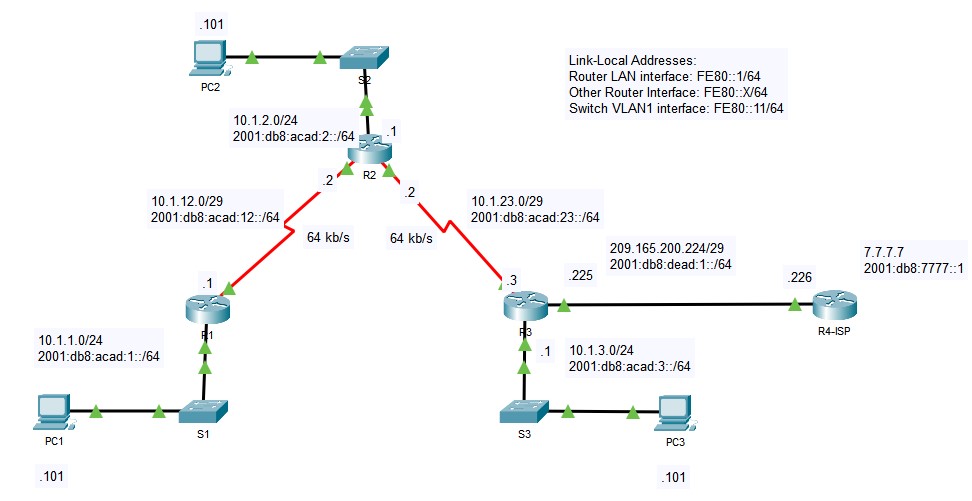 .101
PC2
S2
Link-Local Addresses:
Router LAN interface: FE80::1/64
Other Router Interface: FE80::X/64
Switch VLAN1 interface: FE80::11/64
10.1.2.0/24
2001:db8:acad:2::/64
.1
R2
.2
.2
10.1.12.0/29
2001:db8:acad:12::/64
10.1.23.0/29
2001:db8:acad:23::/64
64 kb/s
64 kb/s
209.165.200.224/29
2001:db8:dead:1::/64
7.7.7.7
2001:db8:7777::1
.1
.3
.225
.226
R1
R3
R4-ISP
10.1.1.0/24
2001:db8:acad:1::/64
.1
10.1.3.0/24
2001:db8:acad:3::/64
PC1
S1
S3
PC3
.101
.101